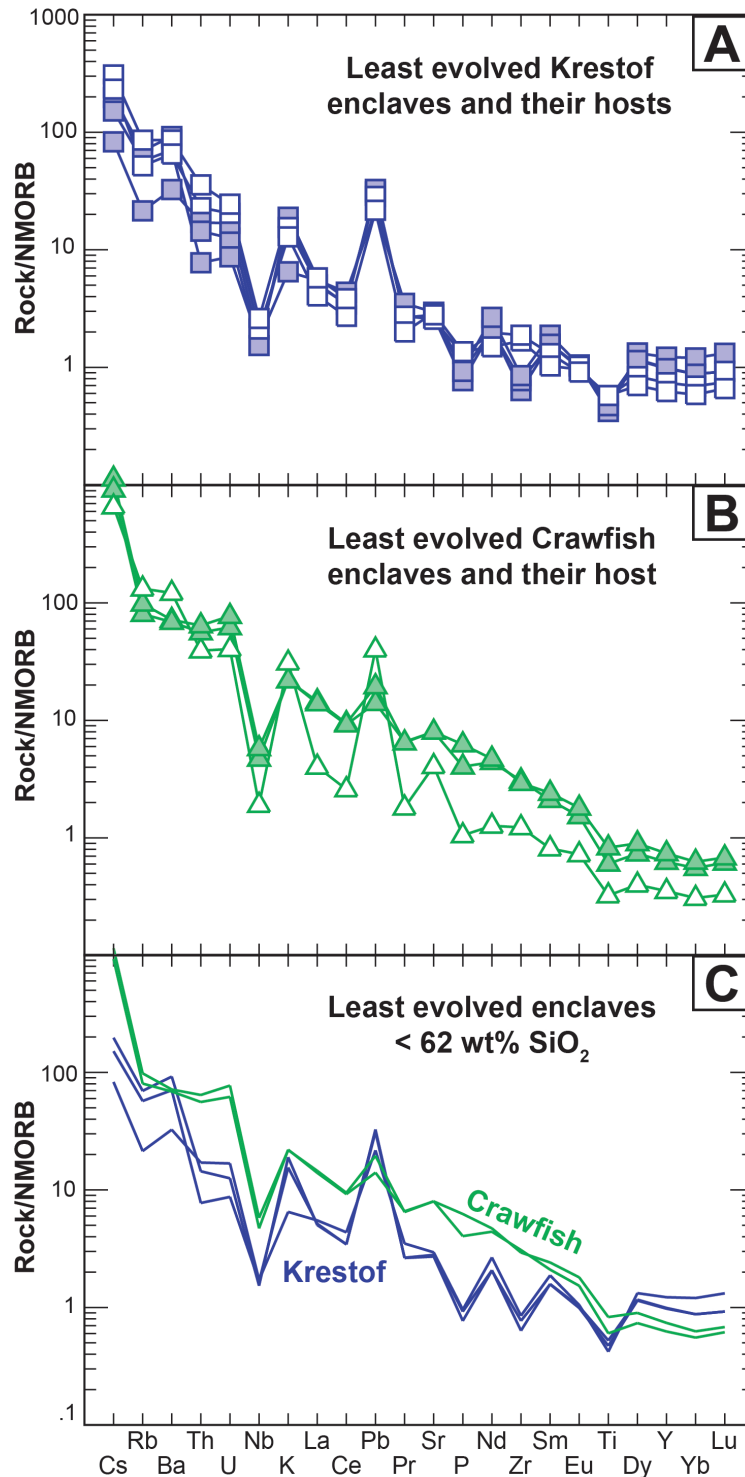 1000
A
Least evolved Krestof
enclaves and their hosts
100
Rock/NMORB
10
1
B
Least evolved Crawfish
enclaves and their host
100
Rock/NMORB
10
1
C
Least evolved enclaves
< 62 wt% SiO₂
100
Rock/NMORB
10
Crawfish
Krestof
1
.1
Rb Th Nb La Pb Sr Nd Sm Ti Y Lu
Cs Ba U K Ce Pr P Zr Eu Dy Yb